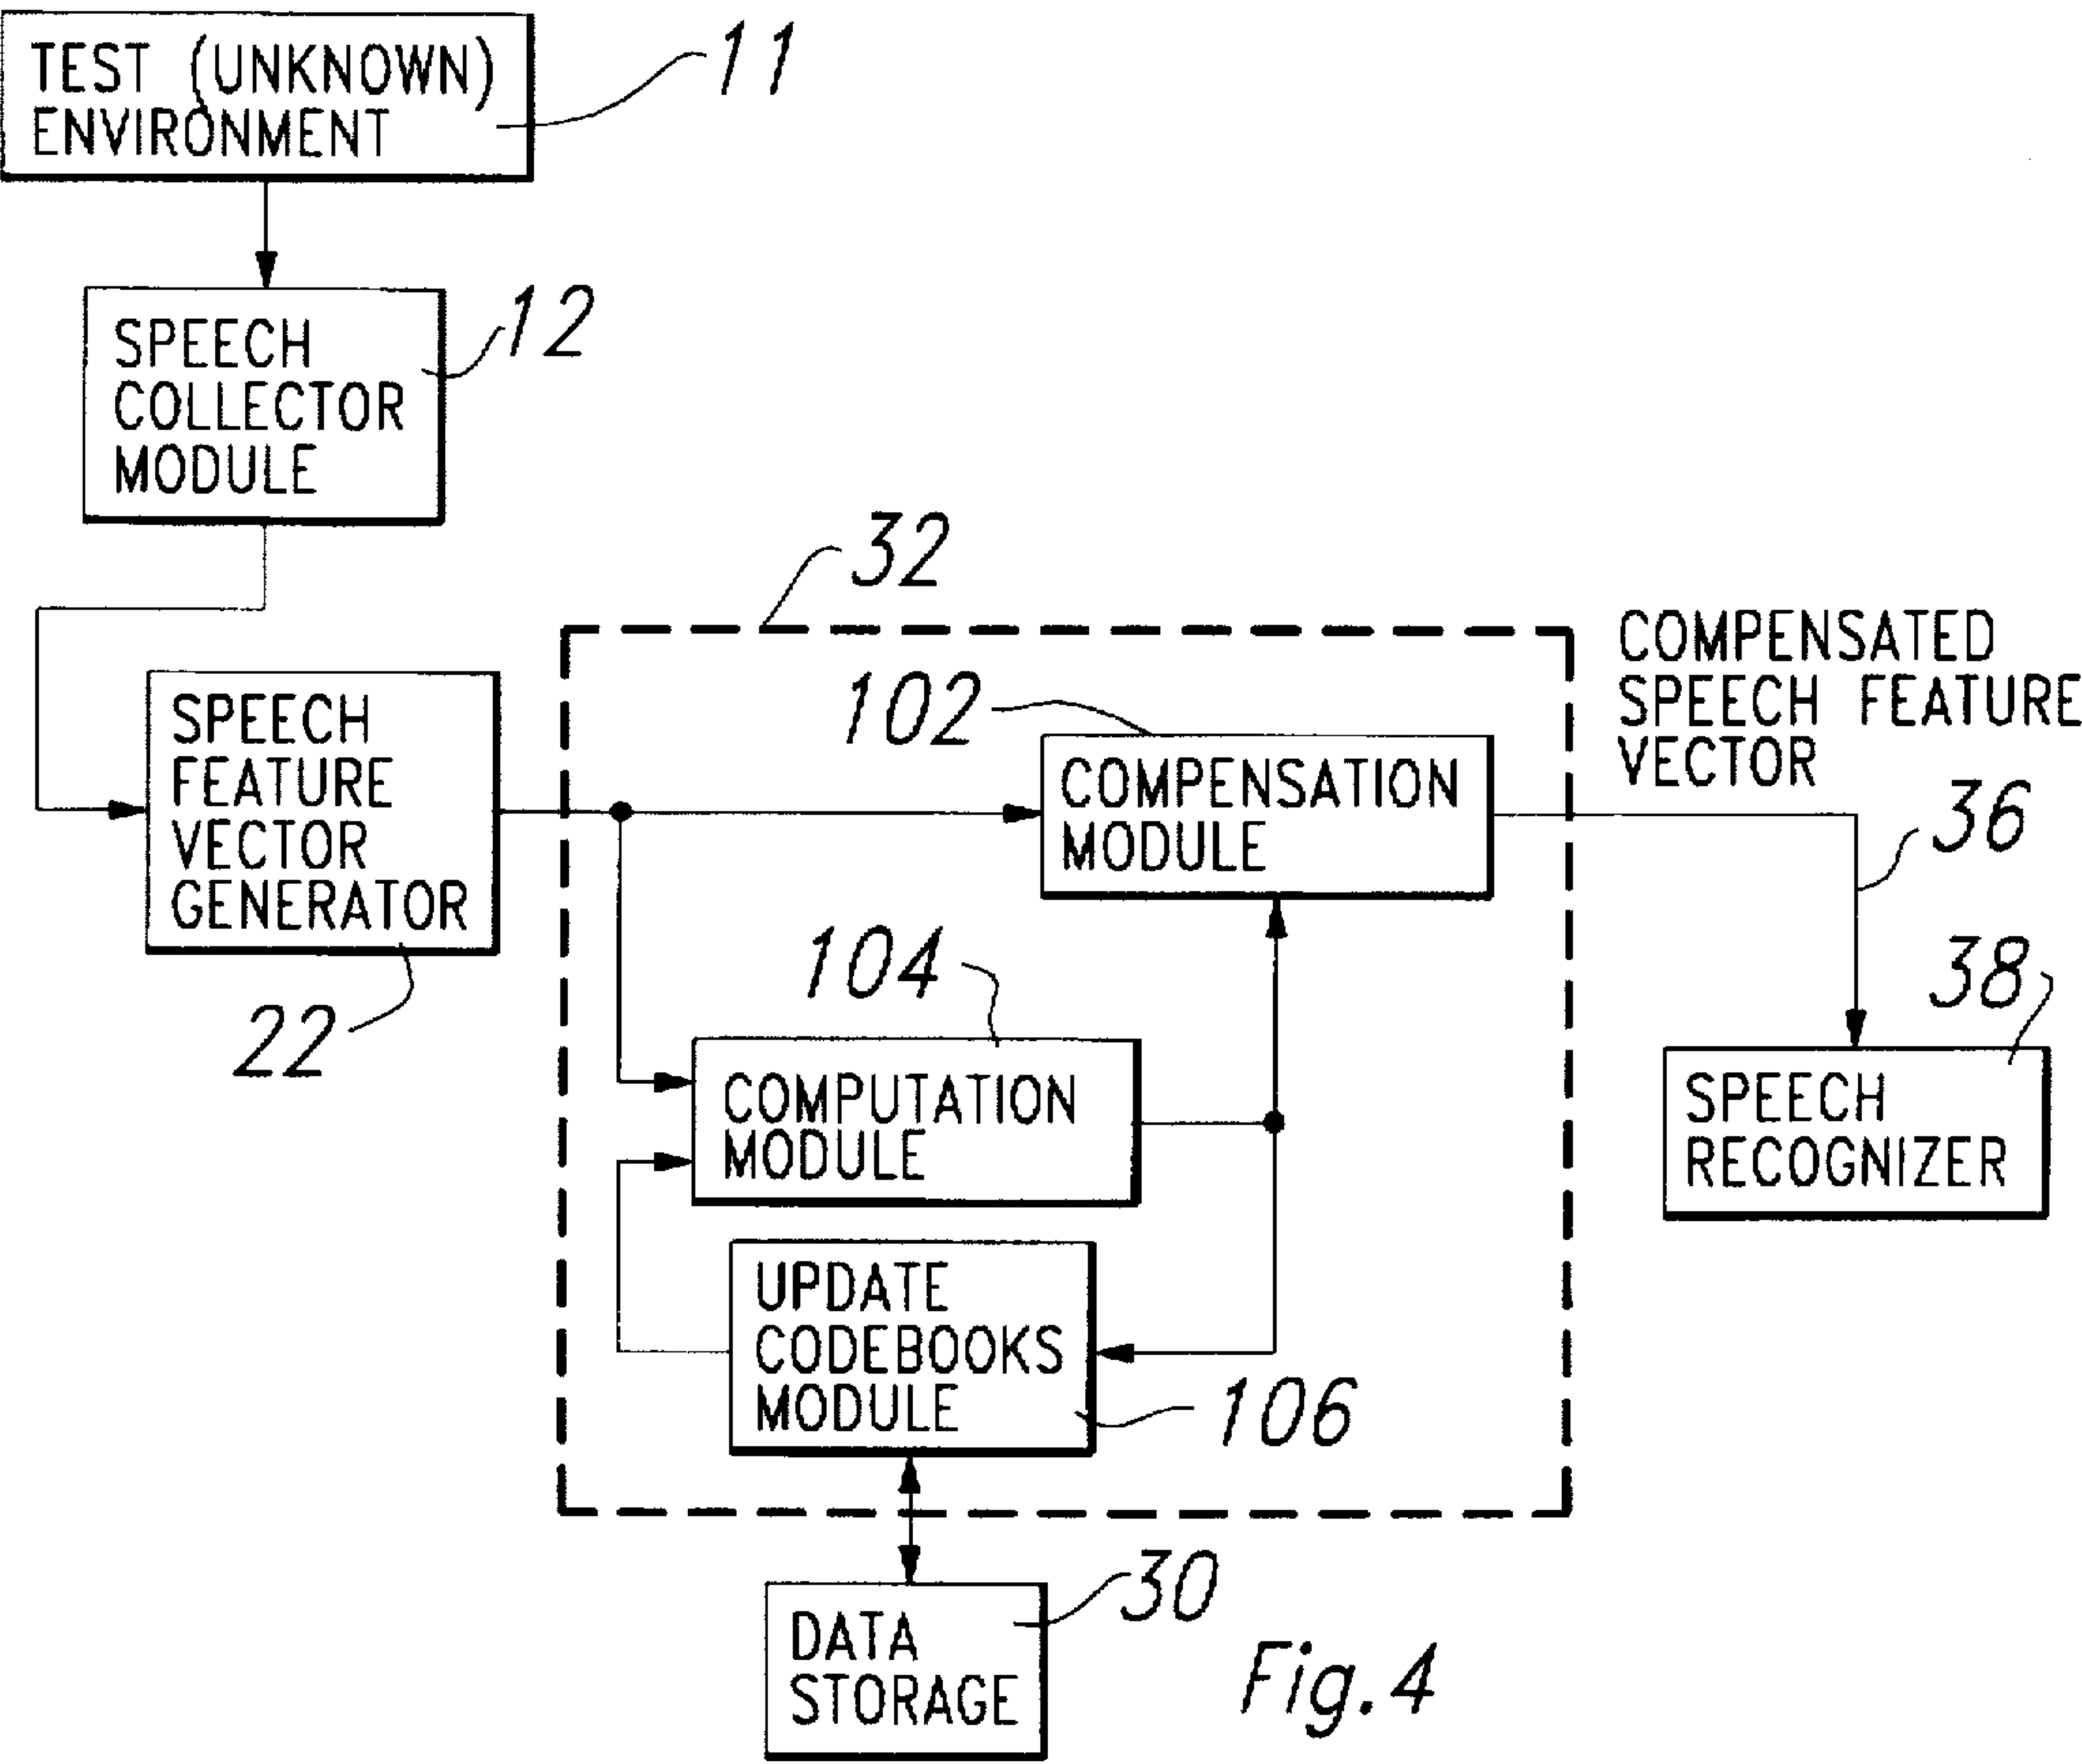 TEST (UNKNOWN)
ENVIRONMENT
11
SPEECH
COLLECTOR
MODULE
12
32
COMPENSATED
SPEECH FEATURE
VECTOR
SPEECH
FEATURE
VECTOR
GENERATOR
22
102
COMPENSATION
MODULE
36
104
COMPUTATION
MODULE
38
SPEECH
RECOGNIZER
UPDATE
CODEBOOKS
MODULE
106
30
DATA
STORAGE
Fig. 4